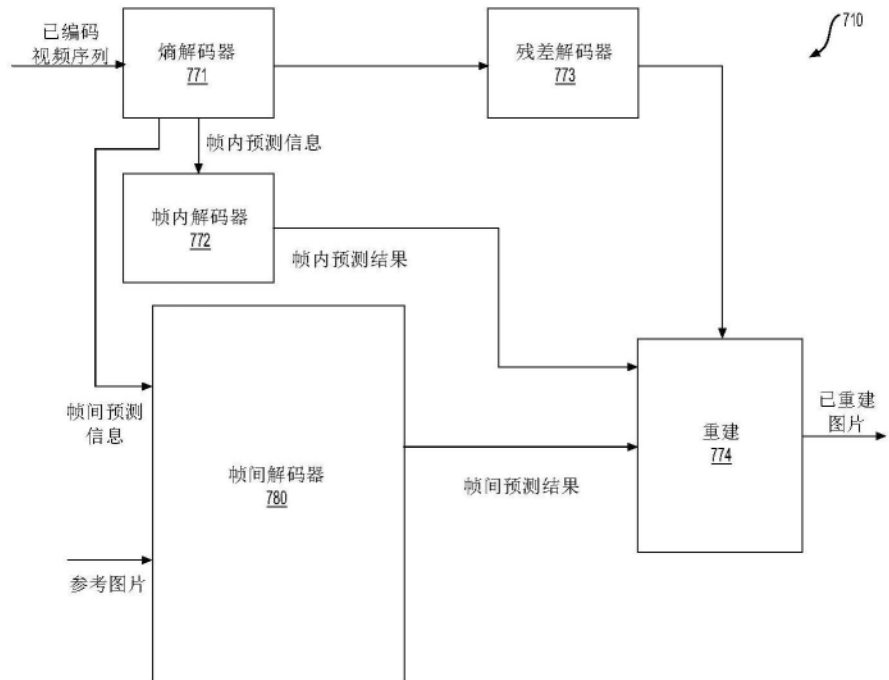 已编码
视频序列
熵解码器
771
残差解码器
773
710
帧内预测信息
帧内解码器
772
帧内预测结果
帧间预测
信息
帧间解码器
780
帧间预测结果
重建
774
已重建
图片
参考图片